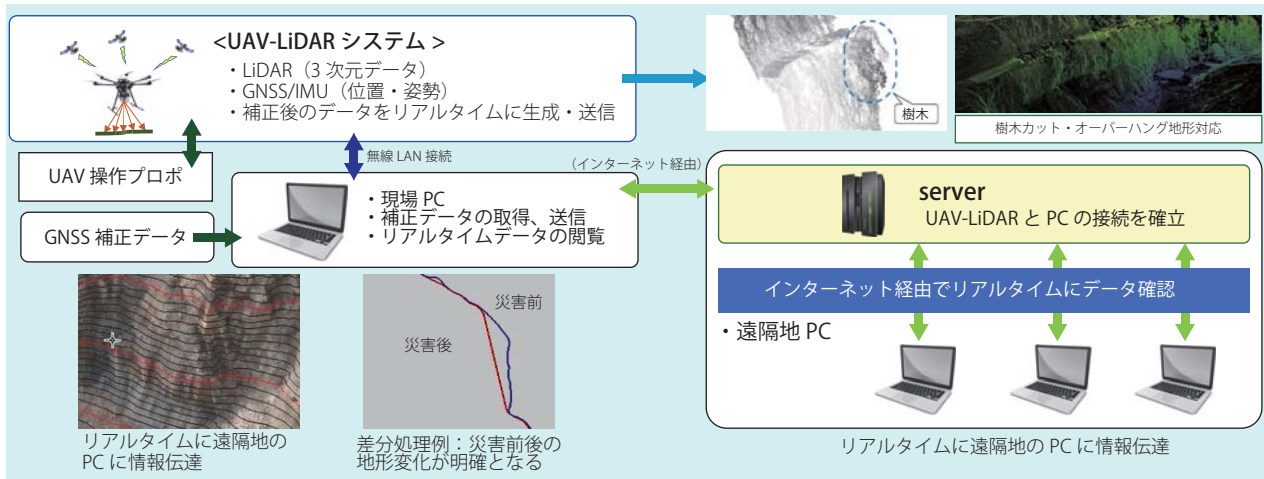 <UAV-LiDAR システム >
・LiDAR（3 次元データ）
・GNSS/IMU（位置・姿勢）
・補正後のデータをリアルタイムに生成・送信
樹木
樹木カット・オーバーハング地形対応
UAV 操作プロポ
無線 LAN 接続
（インターネット経由）
GNSS 補正データ
・現場 PC
・補正データの取得、送信
・リアルタイムデータの閲覧
server
UAV-LiDAR と PC の接続を確立
インターネット経由でリアルタイムにデータ確認
・遠隔地 PC
災害前
災害後
リアルタイムに遠隔地の
PC に情報伝達
差分処理例：災害前後の
地形変化が明確となる
リアルタイムに遠隔地の PC に情報伝達